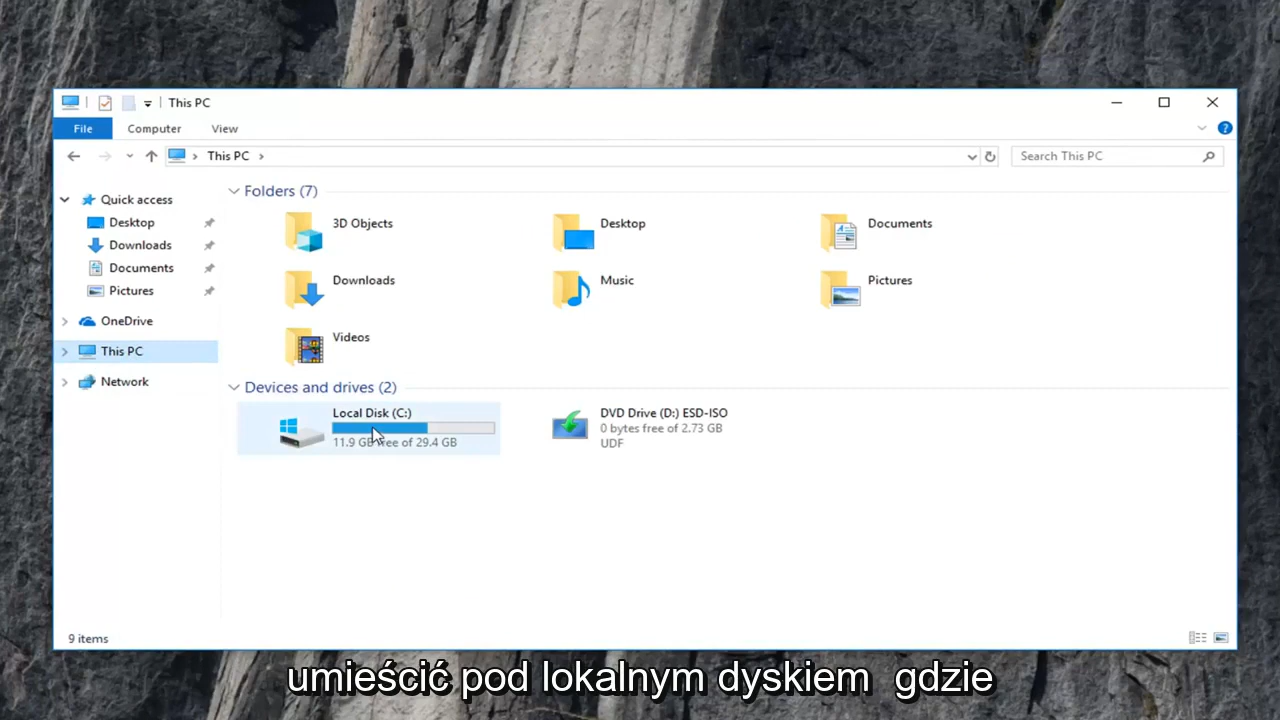 This PC
File Computer View
This PC
Search This PC
Quick access
Desktop
Downloads
Documents
Pictures
OneDrive
This PC
Network
Folders (7)
3D Objects
Desktop
Documents
Downloads
Music
Pictures
Videos
Devices and drives (2)
Local Disk (C:)
11.9 GB free of 29.4 GB
DVD Drive (D:) ESD-ISO
0 bytes free of 2.73 GB
UDF
9 items
umieścić pod lokalnym dyskiem gdzie